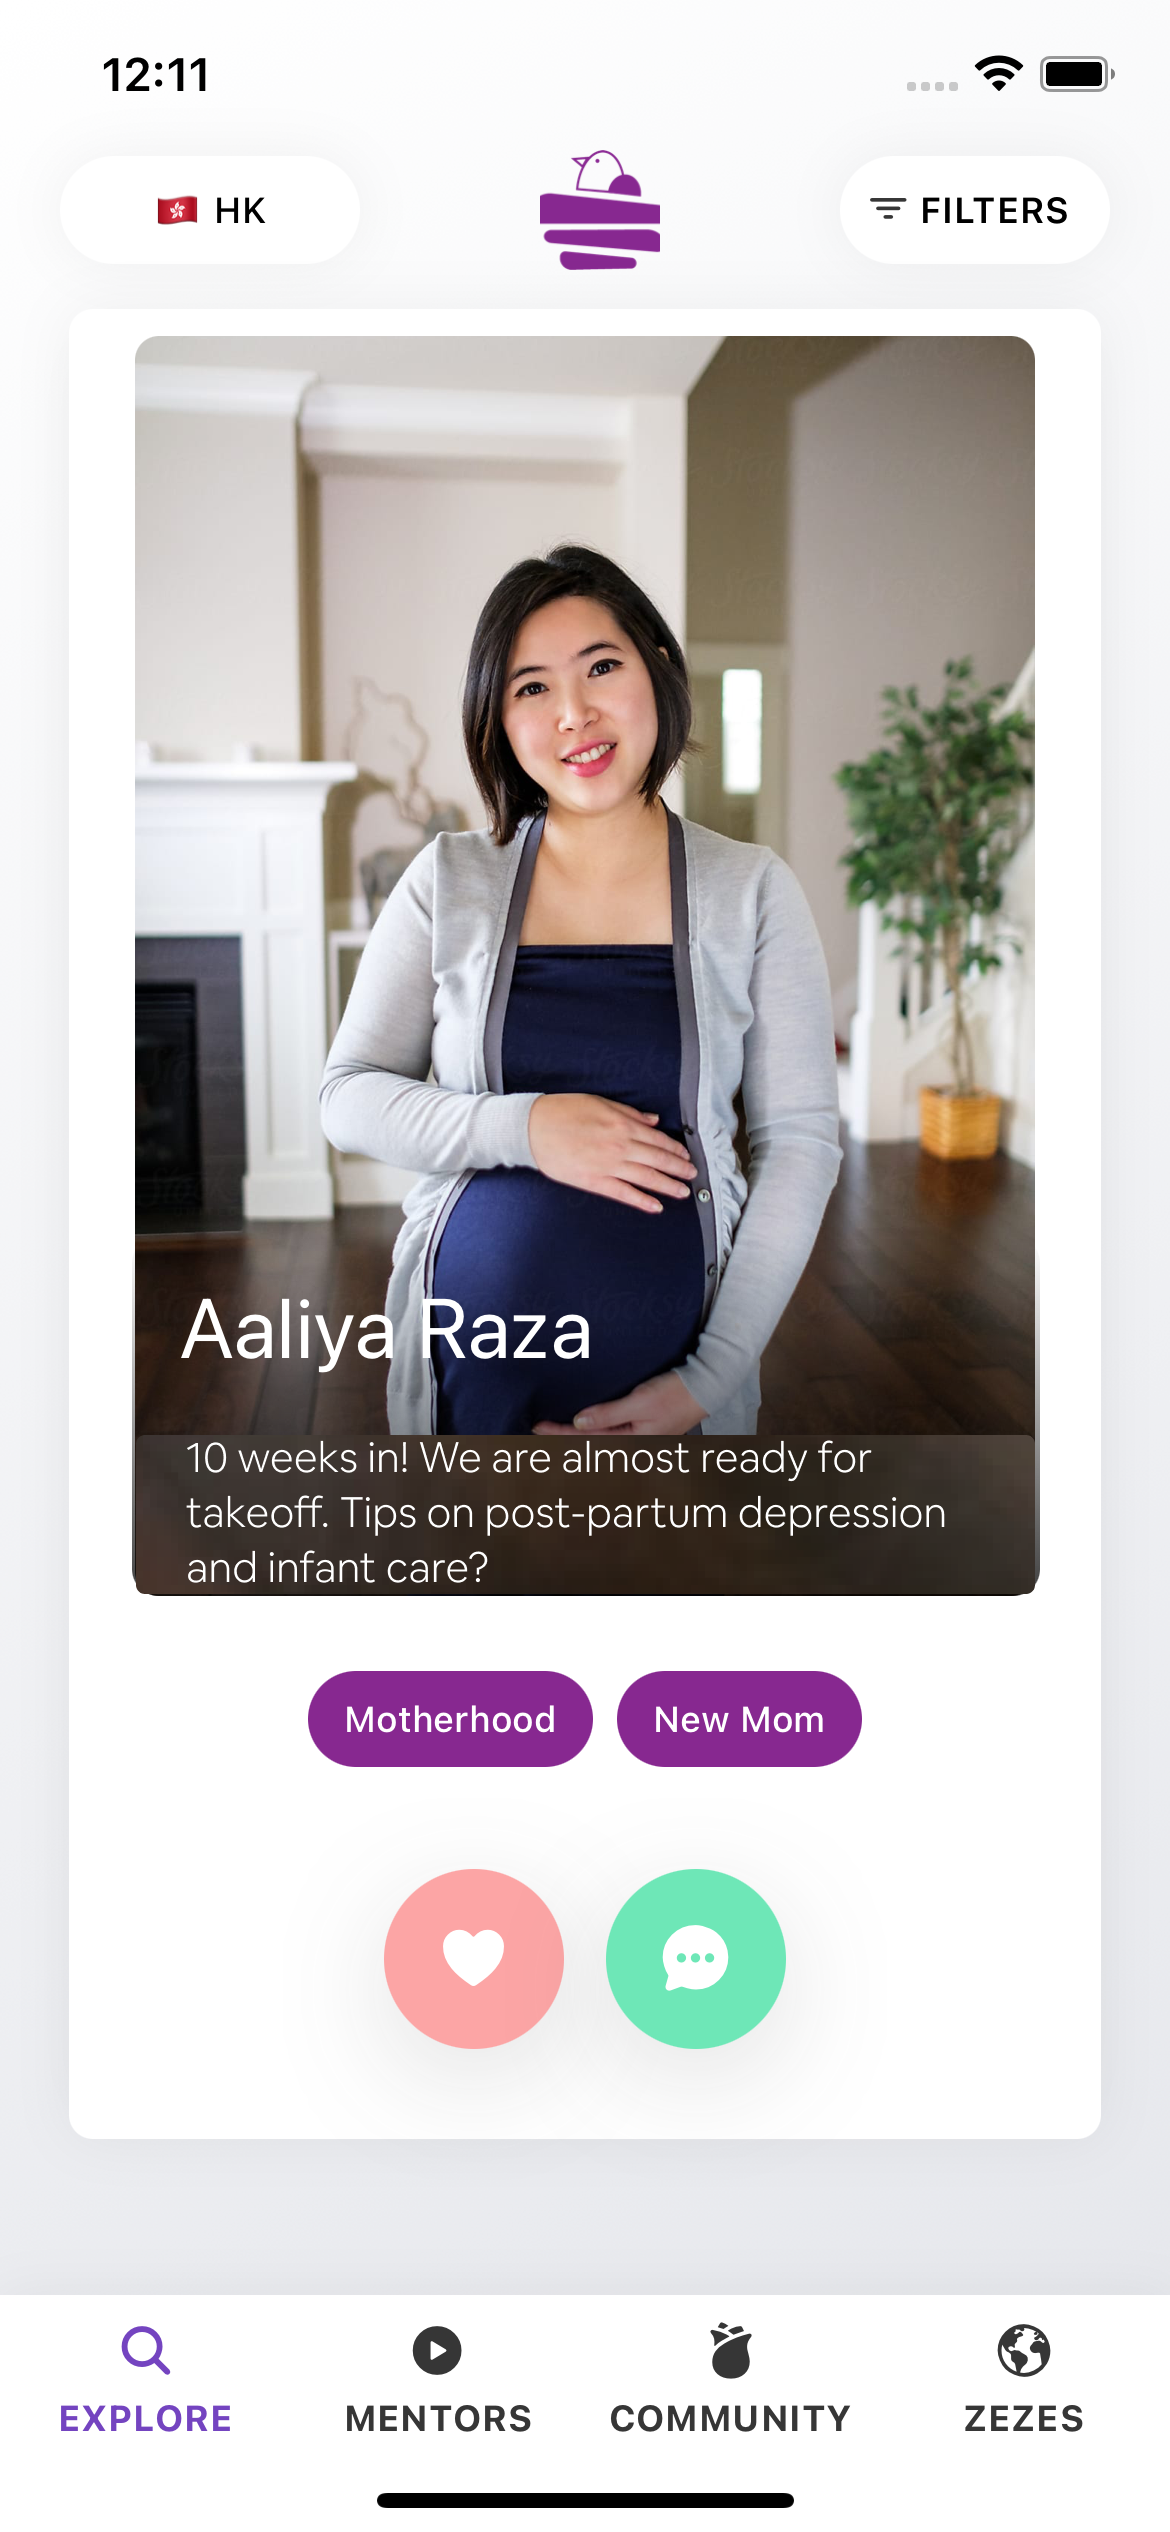 12:11
🇭🇰 HK
FILTERS
Aaliya Raza
10 weeks in! We are almost ready for
takeoff. Tips on post-partum depression
and infant care?
Motherhood
New Mom
EXPLORE
MENTORS
COMMUNITY
ZEZES